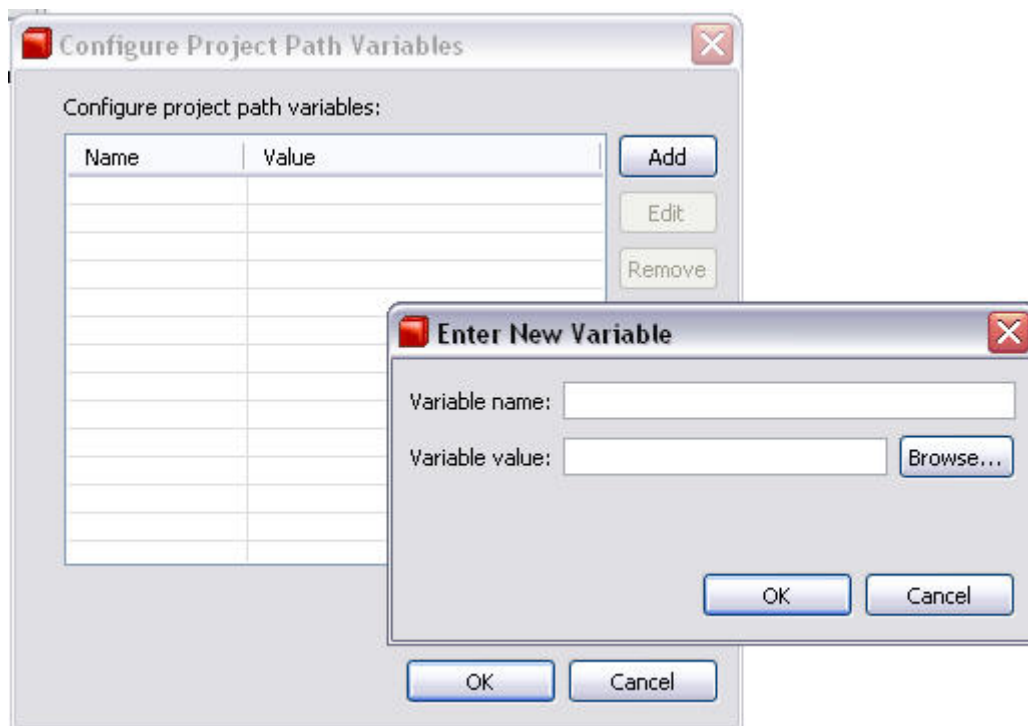 Configure Project Path Variables
Configure project path variables:
Name Value
Add
Edit
Remove
Enter New Variable
Variable name:
Variable value: Browse...
OK Cancel
OK Cancel